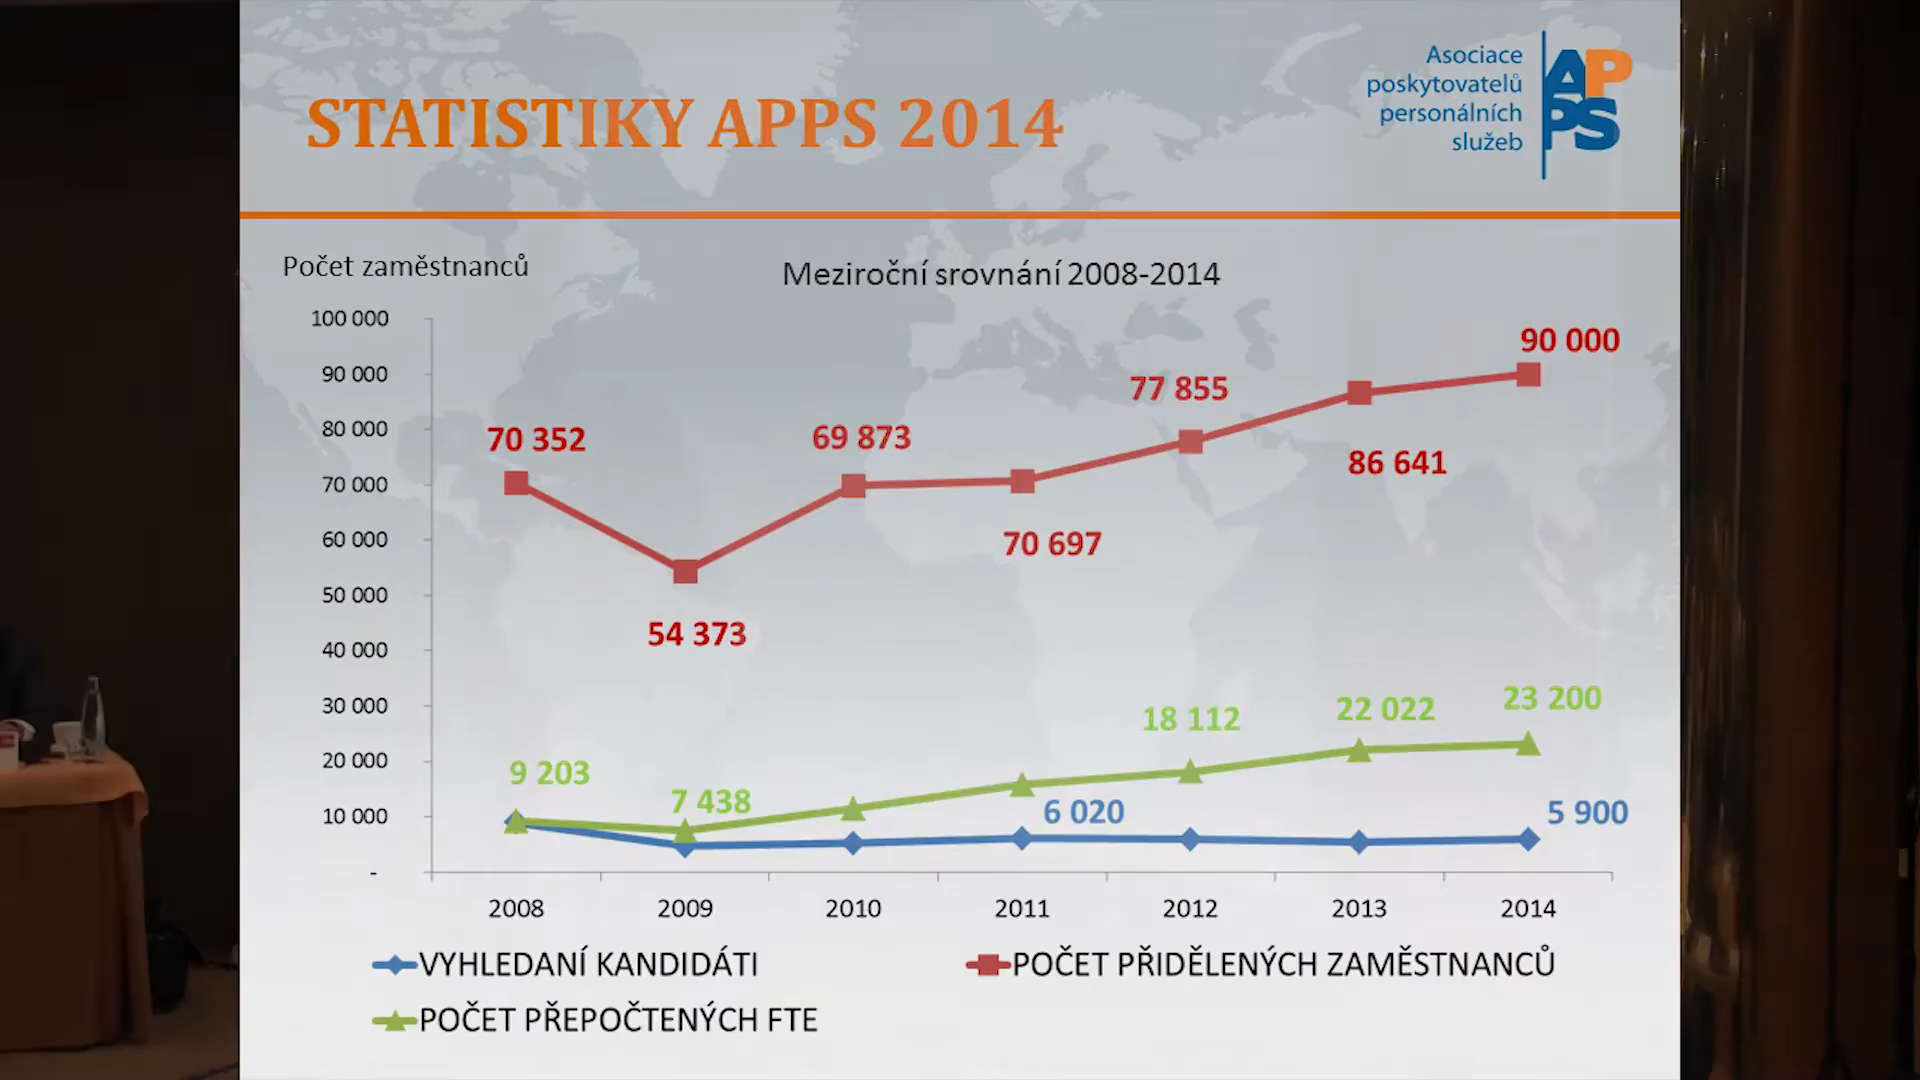 STATISTIKY APPS 2014
Asociace
poskytovatelů
personálních
služeb
AP
PS
Počet zaměstnanců
Meziroční srovnání 2008-2014
100 000
90 000
80 000
70 000
60 000
50 000
40 000
30 000
20 000
10 000
-
70 352
54 373
69 873
70 697
77 855
86 641
90 000
9 203
7 438
18 112
22 022
23 200
6 020
5 900
2008
2009
2010
2011
2012
2013
2014
VYHLEDANÍ KANDIDÁTI
POČET PŘIDĚLENÝCH ZAMĚSTNANCŮ
POČET PŘEPOČTENÝCH FTE